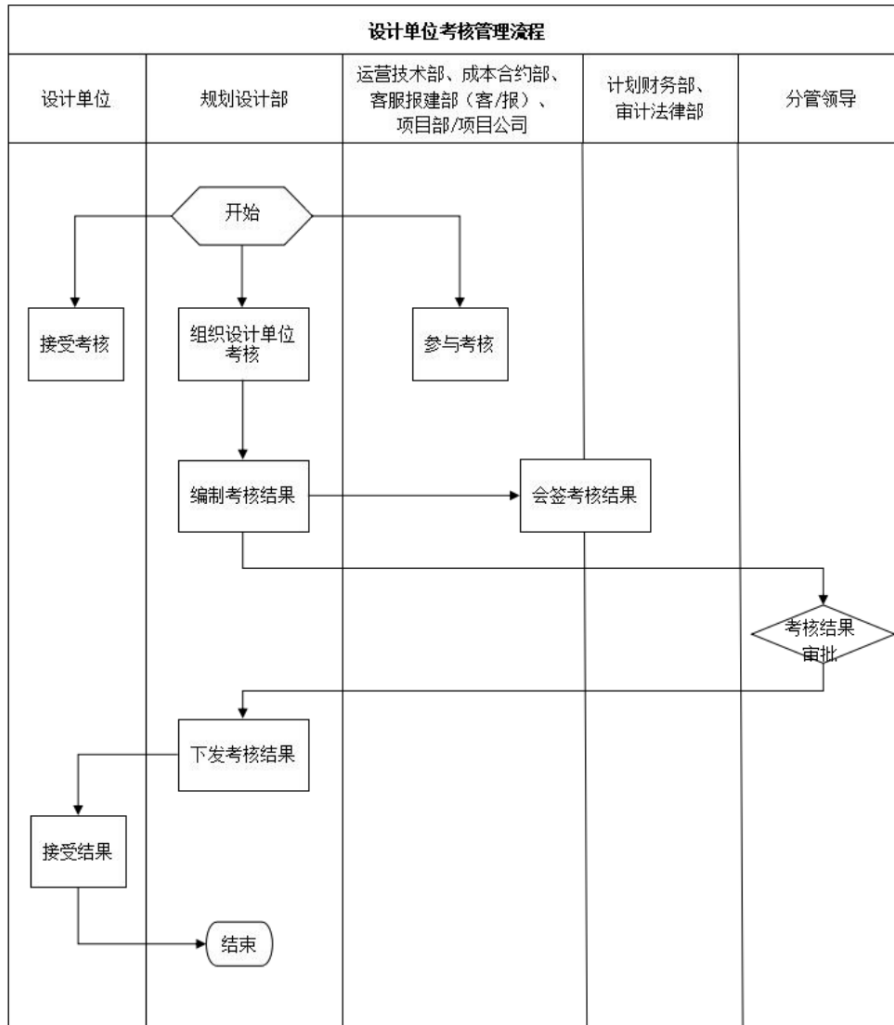 设计单位考核管理流程
设计单位
规划设计部
运营技术部、成本合约部、
客服报建部（客/报）、
项目部/项目公司
计划财务部、
审计法律部
分管领导
开始
接受考核
组织设计单位
考核
参与考核
编制考核结果
会签考核结果
考核结果
审批
下发考核结果
接受结果
结束